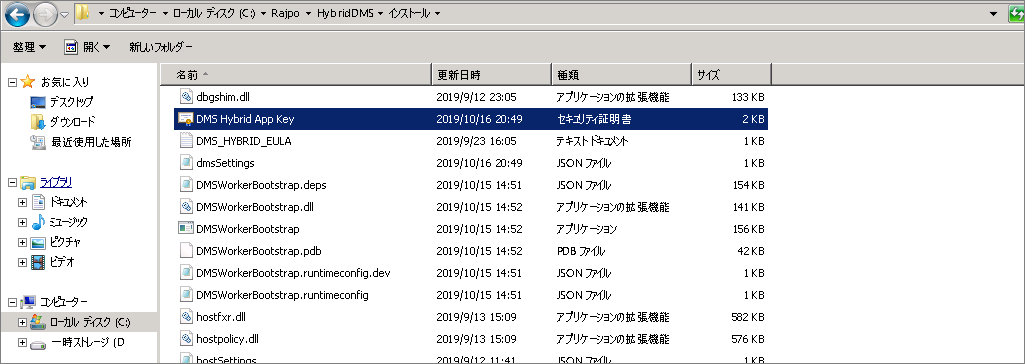 コンピューター ローカル ディスク (C:) Rajpo HybridDMS インストール
整理 開く 新しいフォルダー
お気に入り
デスクトップ
ダウンロード
最近使用した場所
ライブラリ
ドキュメント
ミュージック
ピクチャ
ビデオ
コンピューター
ローカル ディスク (C:)
一時ストレージ (D
名前 更新日時 種類 サイズ
dbgshim.dll 2019/9/12 23:05 アプリケーションの拡張機能 133 KB
DMS Hybrid App Key 2019/10/16 20:49 セキュリティ証明書 2 KB
DMS_HYBRID_EULA 2019/9/23 16:05 テキスト ドキュメント 1 KB
dmsSettings 2019/10/16 20:49 JSON ファイル 1 KB
DMSWorkerBootstrap.deps 2019/10/15 14:51 JSON ファイル 154 KB
DMSWorkerBootstrap.dll 2019/10/15 14:52 アプリケーションの拡張機能 141 KB
DMSWorkerBootstrap 2019/10/15 14:52 アプリケーション 156 KB
DMSWorkerBootstrap.pdb 2019/10/15 14:52 PDB ファイル 42 KB
DMSWorkerBootstrap.runtimeconfig.dev 2019/10/15 14:51 JSON ファイル 1 KB
DMSWorkerBootstrap.runtimeconfig 2019/10/15 14:51 JSON ファイル 1 KB
hostfxr.dll 2019/9/13 15:09 アプリケーションの拡張機能 582 KB
hostpolicy.dll 2019/9/13 15:09 アプリケーションの拡張機能 576 KB
hostSettings 2019/9/12 11:41 JSON ファイル 1 KB